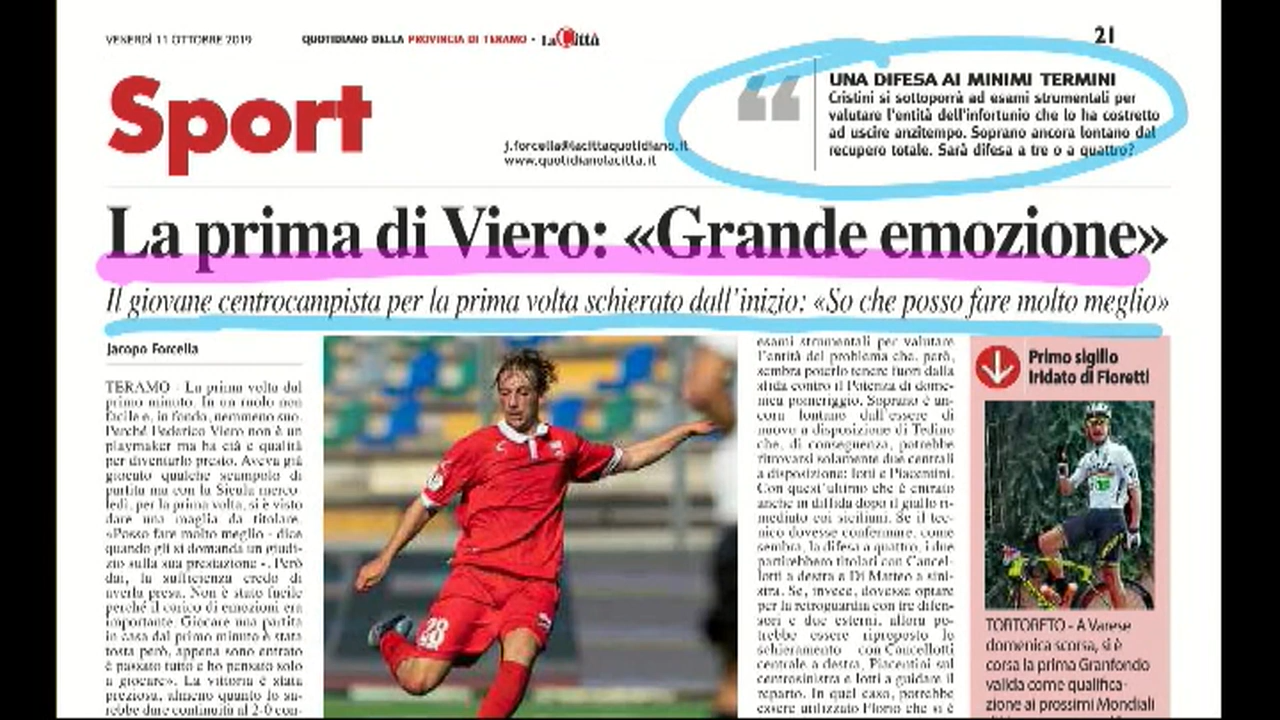 VENERDÌ 11 OTTOBRE 2019
QUOTIDIANO DELLA PROVINCIA DI TERAMO - La Città
21
Sport
j.forcella@lacittaquotidiano.it
www.quotidianolacitta.it
UNA DIFESA AI MINIMI TERMINI
Cristini si sottoporrà ad esami strumentali per
valutare l'entità dell'infortunio che lo ha costretto
ad uscire anzitempo. Soprano ancora lontano dal
recupero totale. Sarà difesa a tre o a quattro?
La prima di Viero: «Grande emozione»
Il giovane centrocampista per la prima volta schierato dall'inizio: «So che posso fare molto meglio»
Jacopo Forcella
TERAMO - La prima volta dal
primo minuto. In un ruolo non
facile e, in fondo, nemmeno suo.
Perché Federico Viero non è un
playmaker ma ha età e qualità
per diventarlo presto. Aveva già
giocato qualche scampolo di
partita ma con la Sicula merco-
ledì, per la prima volta, si è visto
dare una maglia da titolare.
«Posso fare molto meglio - dice
quando gli si domanda un giudi-
zio sulla sua prestazione -. Però
dai, la sufficienza credo di
averla presa. Non è stato facile
perché il carico di emozioni era
importante. Giocare una partita
in casa dal primo minuto è stata
tosta però, appena sono entrato
è passato tutto e ho pensato solo
a giocare». La vittoria è stata
preziosa, almeno quanto lo sa-
rebbe dare continuità al 2-0 con-
28
esami strumentali per valutare
l'entità del problema che, però,
sembra poterlo tenere fuori dalla
sfida contro il Potenza di dome-
nica pomeriggio. Soprano è an-
cora lontano dall'essere di
nuovo a disposizione di Tedino
che, di conseguenza, potrebbe
ritrovarsi solamente due centrali
a disposizione: Iotti e Piacentini.
Con quest'ultimo che è entrato
anche in diffida dopo il giallo ri-
mediato coi siciliani. Se il tec-
nico dovesse confermare, come
sembra, la difesa a quattro, i due
partirebbero titolari con Cancel-
lotti a destra e Di Matteo a sini-
stra. Se, invece, dovesse optare
per la retroguardia con tre difen-
sori e due esterni, allora po-
trebbe essere riproposto lo
schieramento con Cancellotti
centrale a destra, Piacentini sul
centrosinistra e Iotti a guidare il
reparto. In quel caso, potrebbe
essere utilizzato Florio che si è
Primo sigillo
iridato di Fioretti
TORTORETO - A Varese
domenica scorsa, si è
corsa la prima Granfondo
valida come qualifica-
zione ai prossimi Mondiali